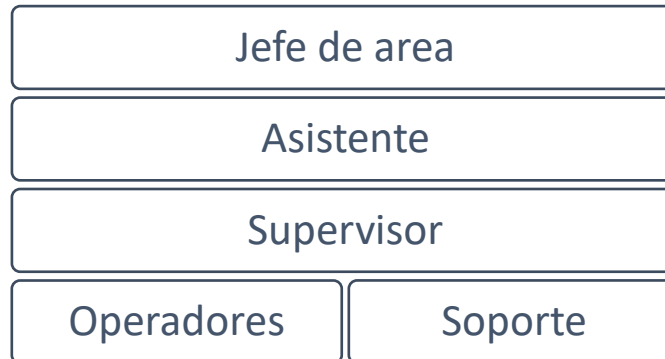 Jefe de area
Asistente
Supervisor
Operadores
Soporte